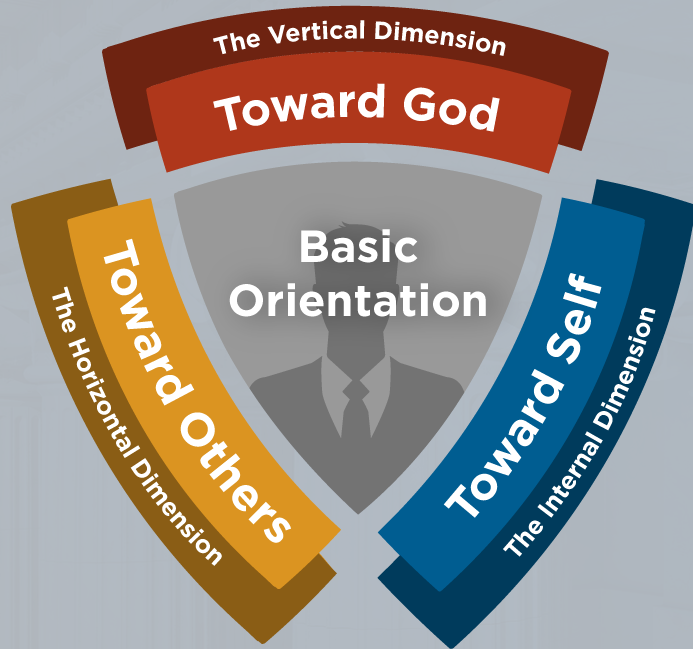 The Vertical Dimension
Toward God
Basic
Orientation
Toward Others
The Horizontal Dimension
Toward Self
The Internal Dimension